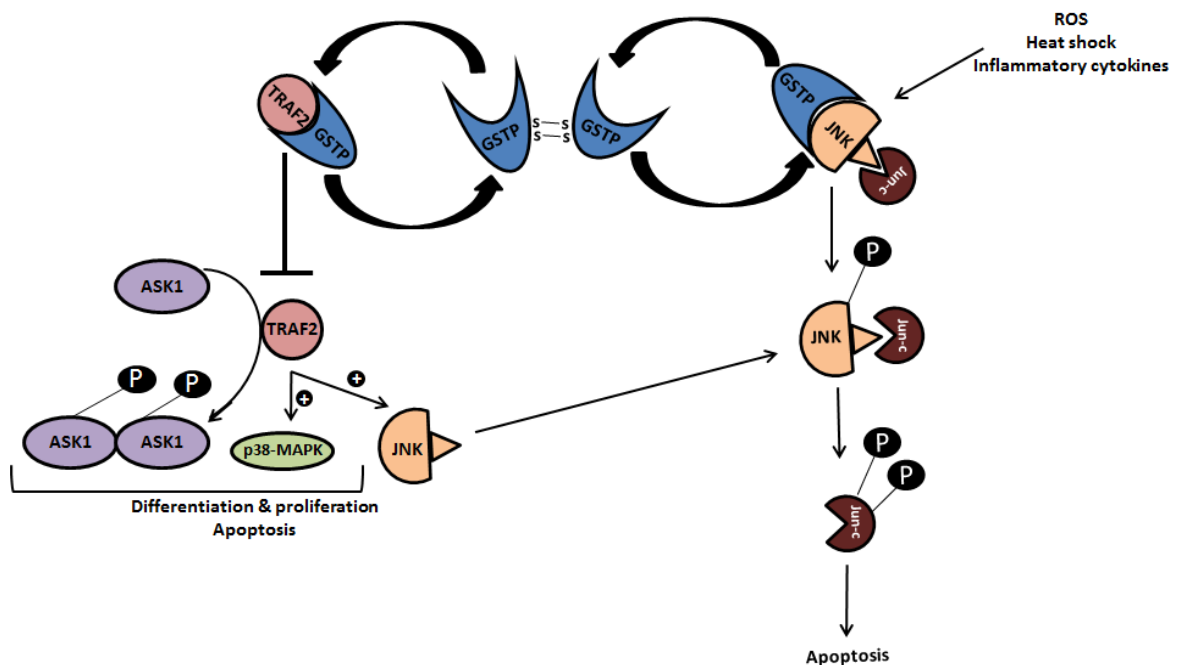 ROS
Heat shock
Inflammatory cytokines
TRAF2
GSTP
GSTP
s—s
s—s
GSTP
GSTP
JNK
Jun-c
ASK1
TRAF2
P
JNK
Jun-c
P
P
+
+
ASK1
ASK1
p38-MAPK
JNK
P
P
Jun-c
Differentiation & proliferation
Apoptosis
Apoptosis